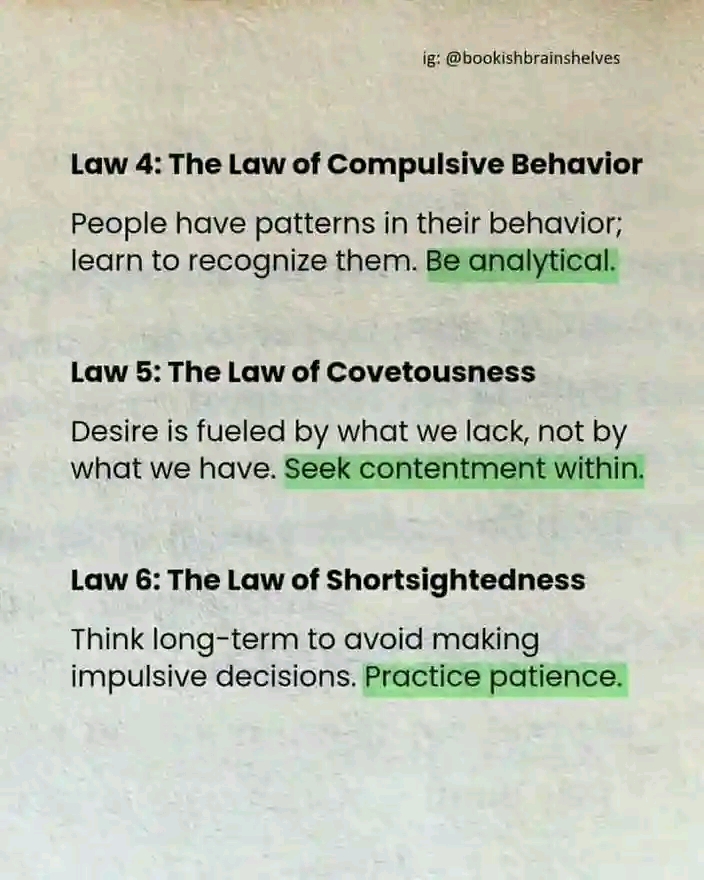 ig: @bookishbrainshelves
Law 4: The Law of Compulsive Behavior
People have patterns in their behavior;
learn to recognize them. Be analytical.
Law 5: The Law of Covetousness
Desire is fueled by what we lack, not by
what we have. Seek contentment within.
Law 6: The Law of Shortsightedness
Think long-term to avoid making
impulsive decisions. Practice patience.